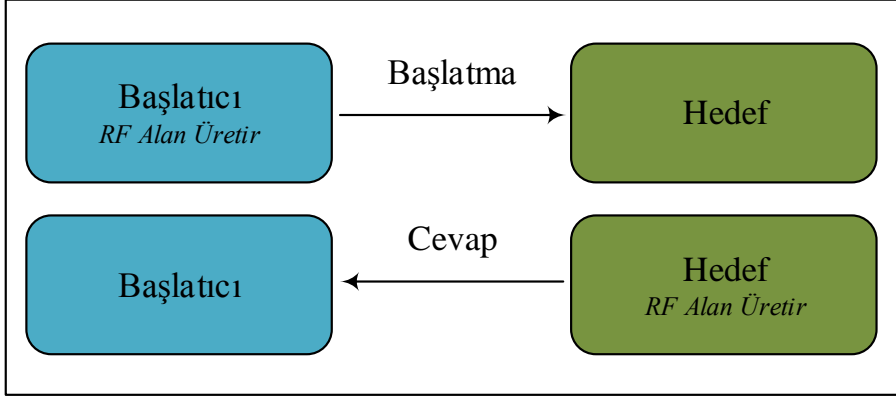 Başlatıcı
RF Alan Üretir
Başlatma
Hedef
Başlatıcı
Cevap
Hedef
RF Alan Üretir